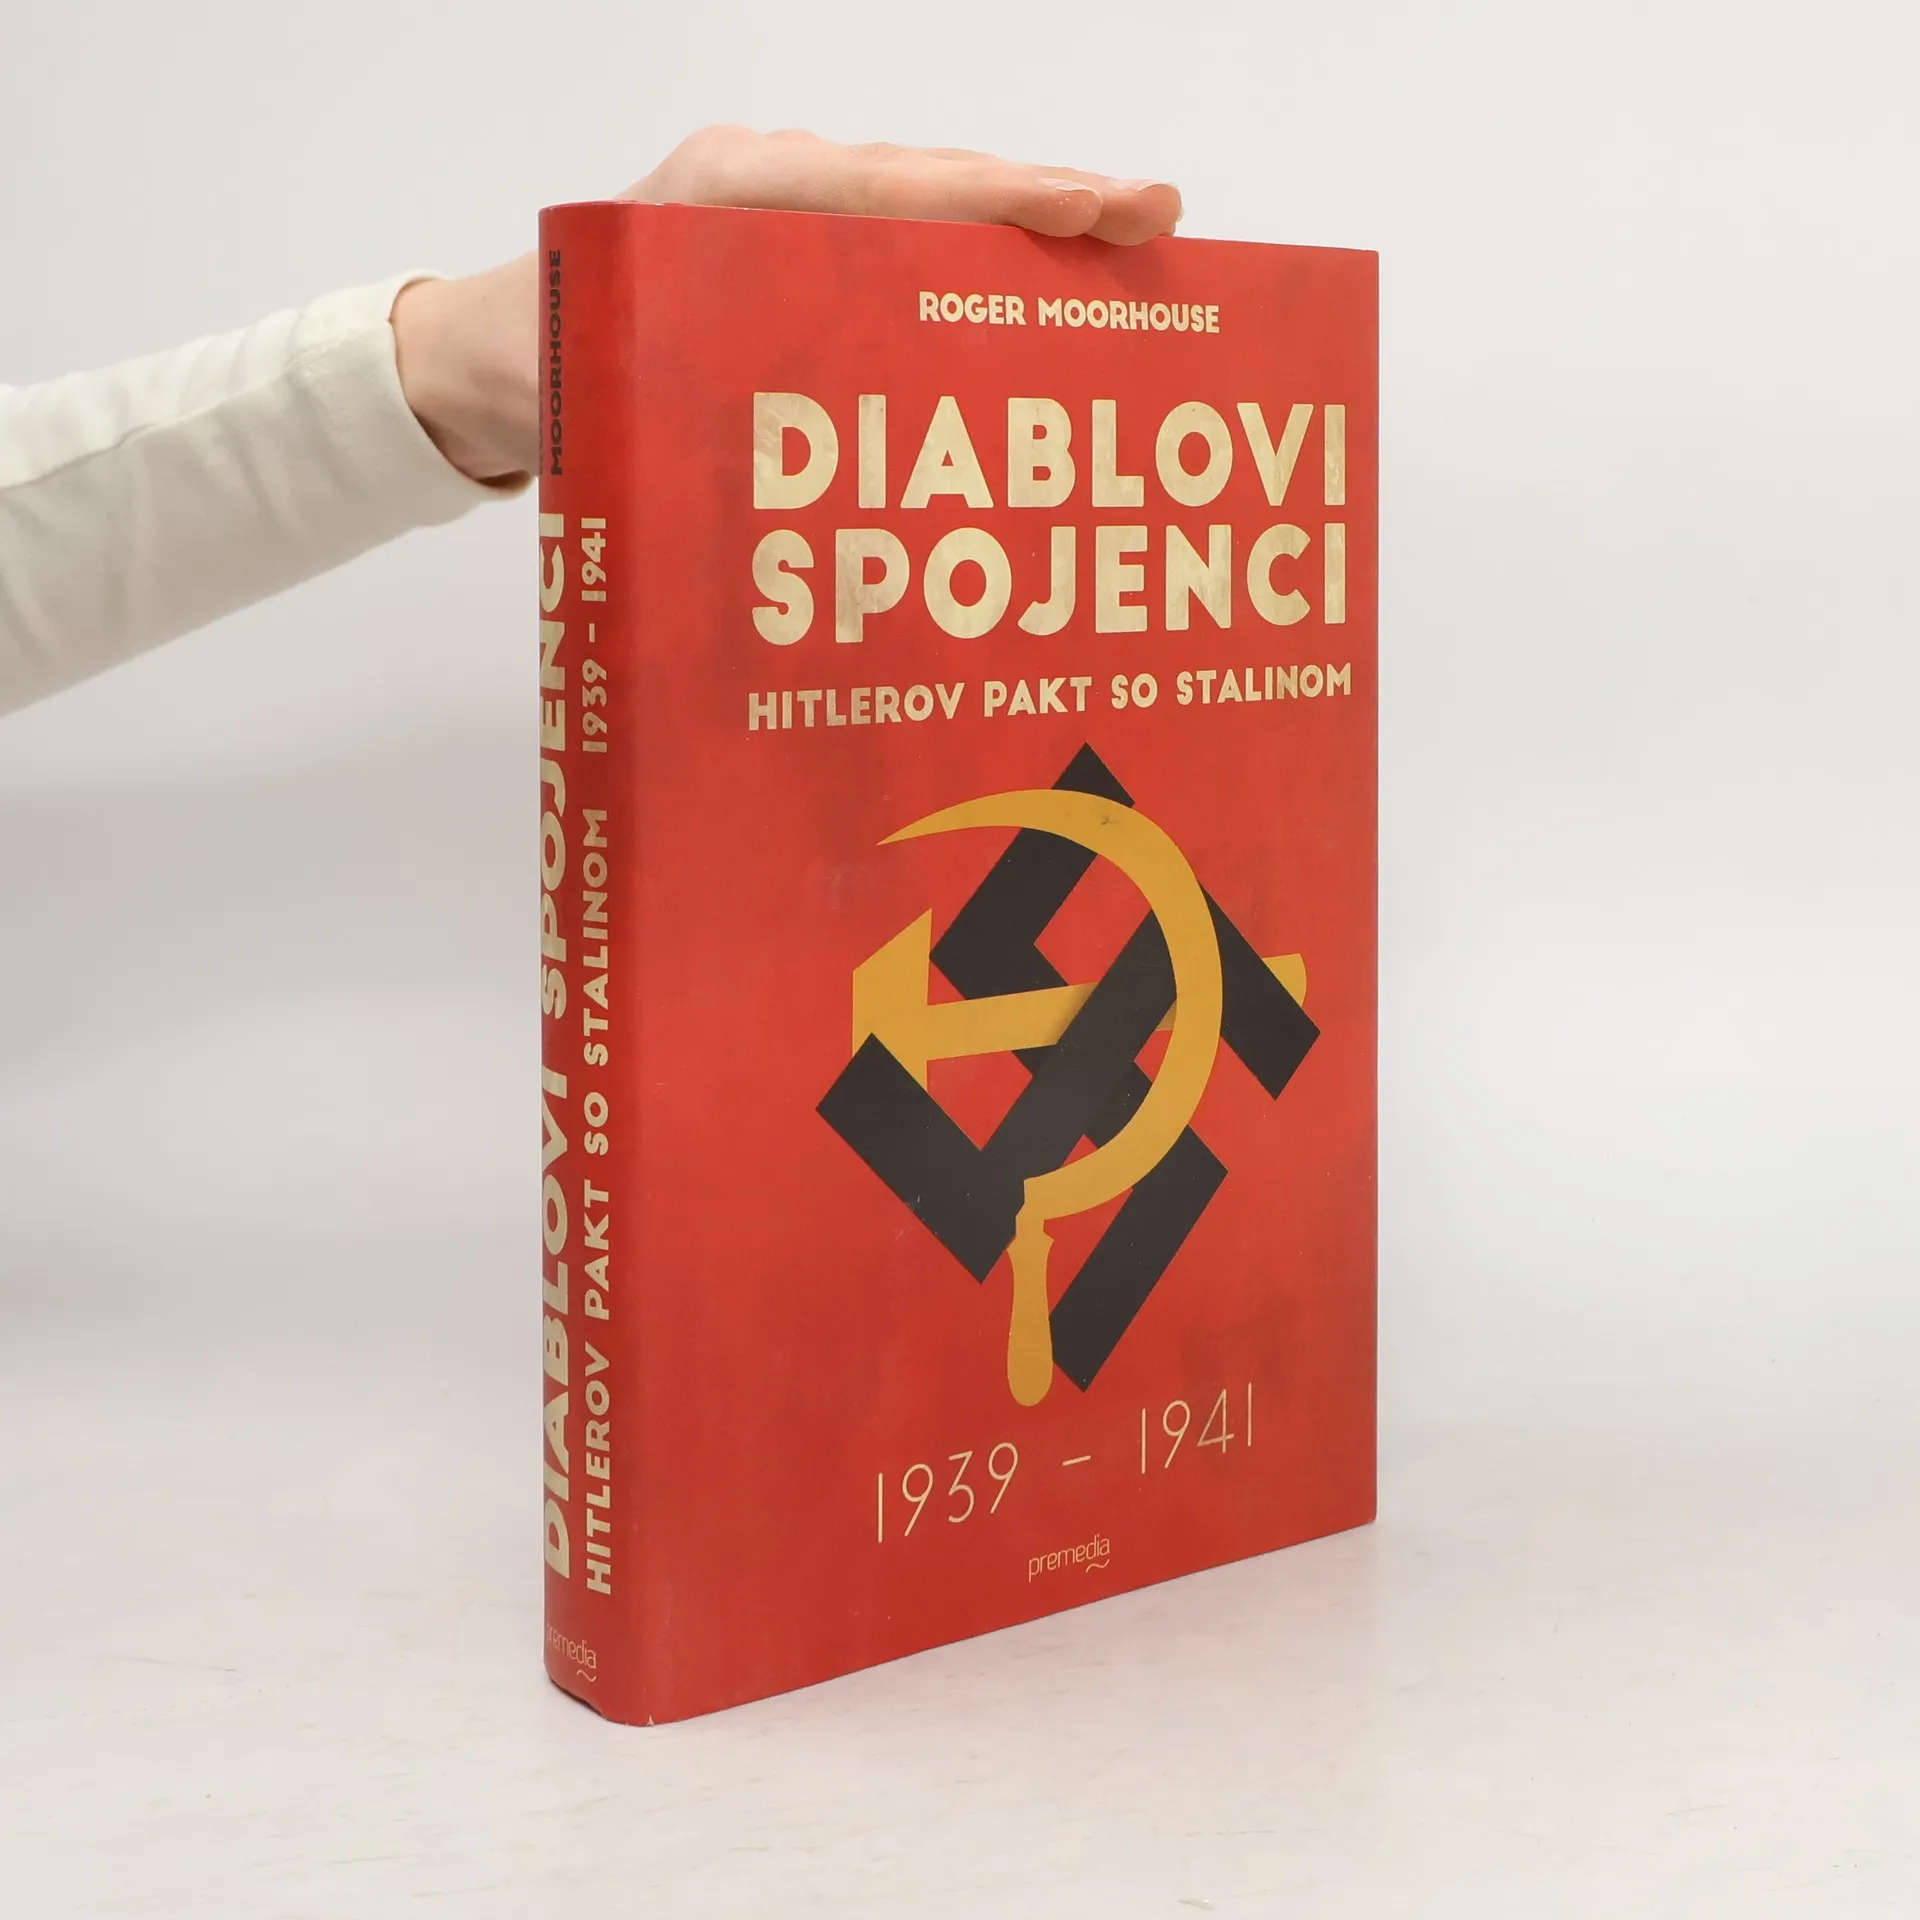 ROGER MOORHOUSE
DIABLOVI
SPOJENCI
HITLEROV PAKT SO STALINOM
1939 – 1941
premedia
MOORHOUSE
DIABLOVI SPOJENCI
HITLEROV PAKT SO STALINOM 1939 – 1941
premedia